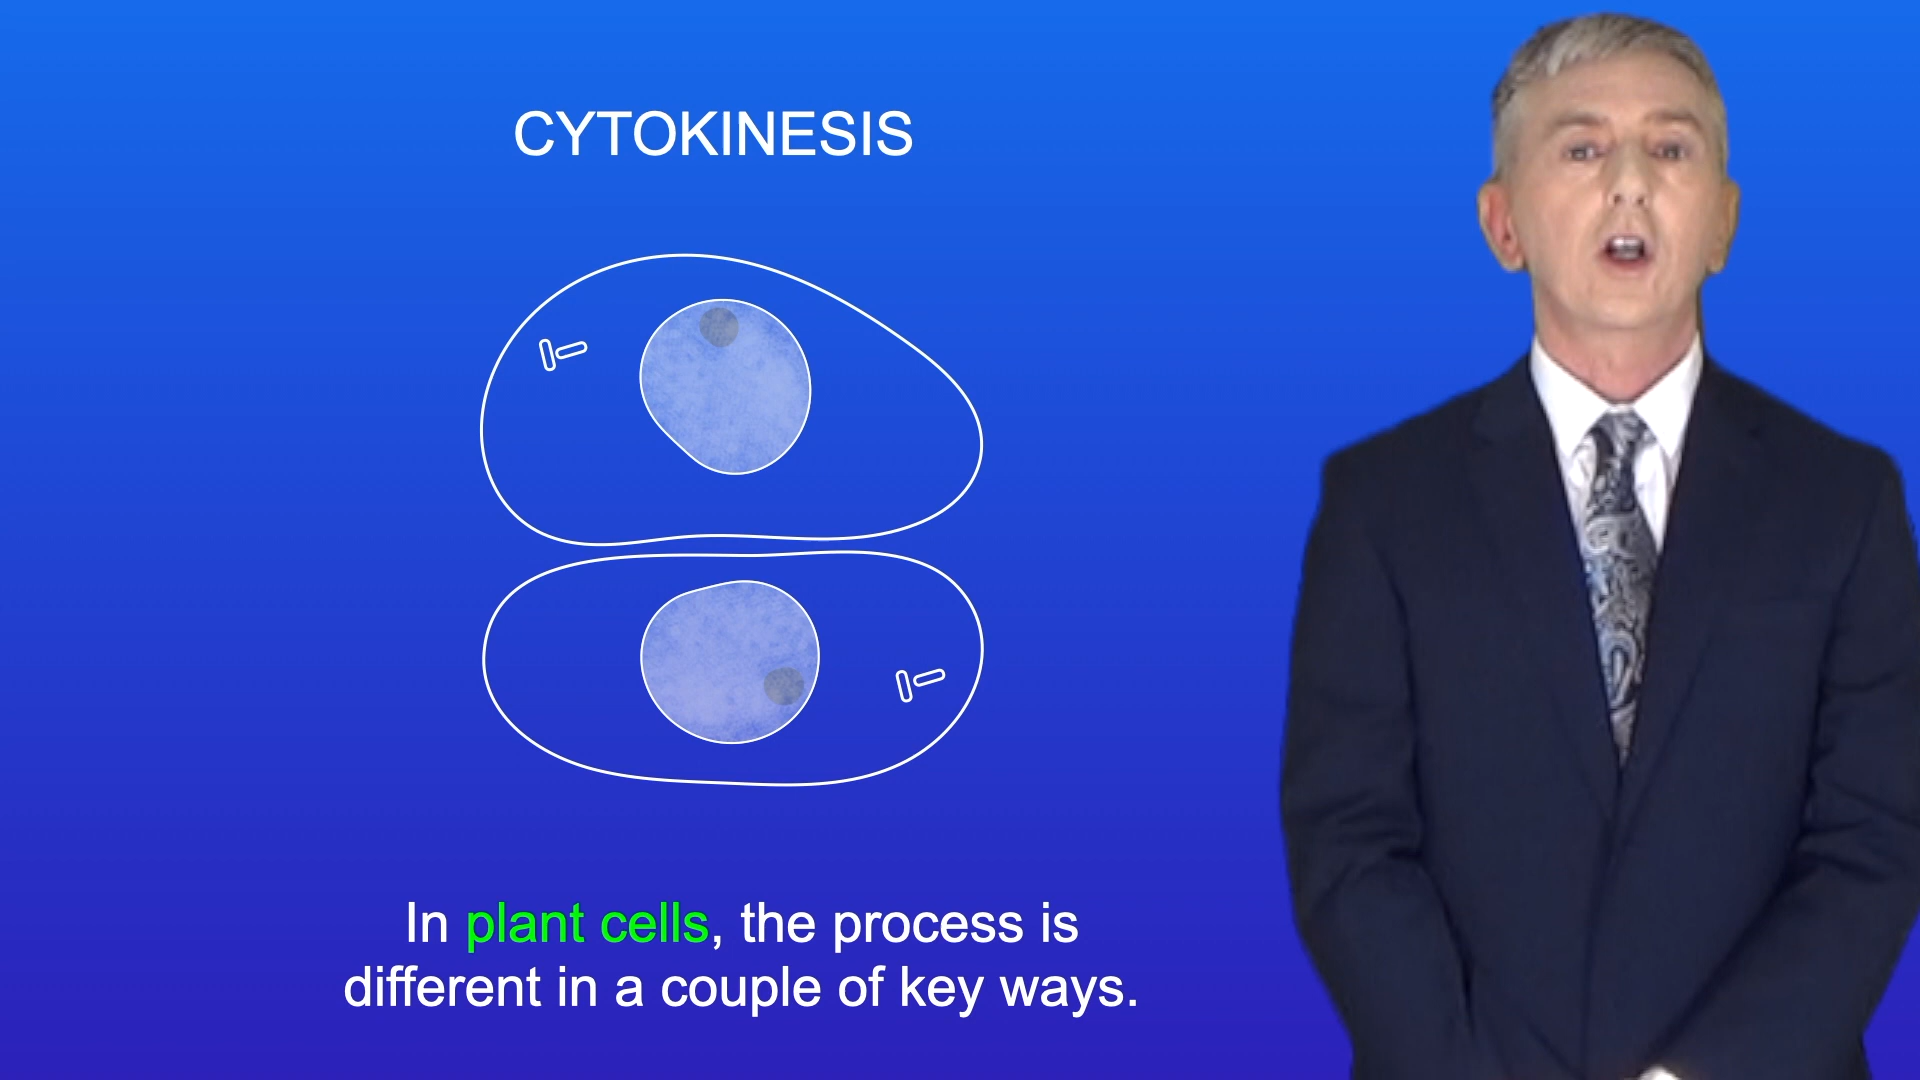 CYTOKINESIS
In plant cells, the process is
different in a couple of key ways.